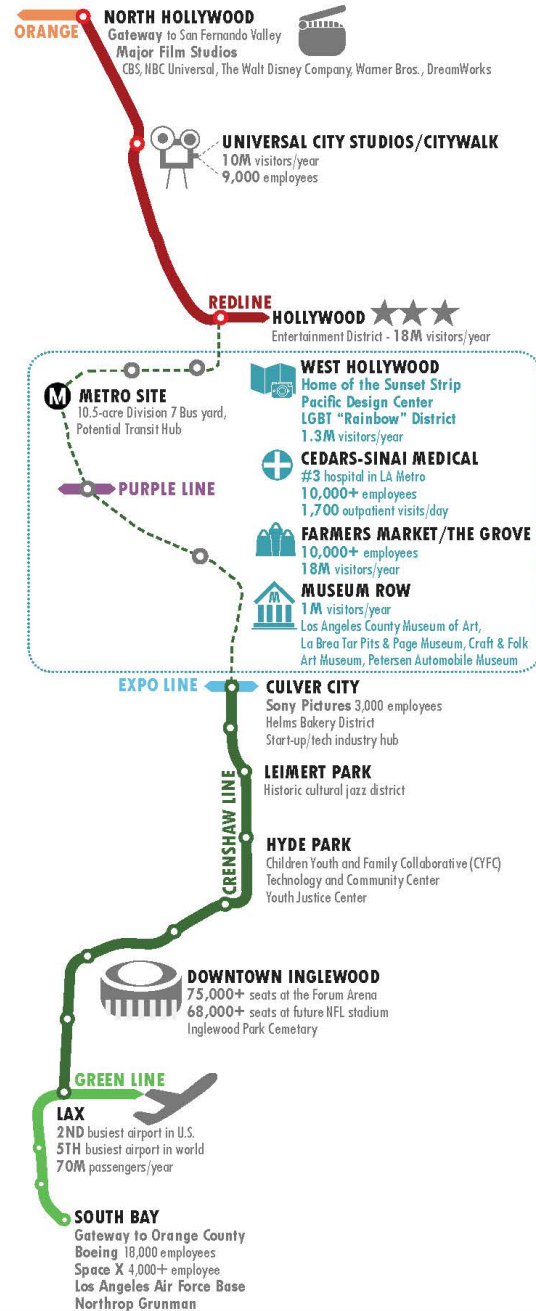 ORANGE
NORTH HOLLYWOOD
Gateway to San Fernando Valley
Major Film Studios
CBS, NBC Universal, The Walt Disney Company, Warner Bros., DreamWorks
UNIVERSAL CITY STUDIOS/CITYWALK
10M visitors/year
9,000 employees
REDLINE
HOLLYWOOD
Entertainment District - 18M visitors/year
M
METRO SITE
10.5-acre Division 7 Bus yard,
Potential Transit Hub
PURPLE LINE
WEST HOLLYWOOD
Home of the Sunset Strip
Pacific Design Center
LGBT "Rainbow" District
1.3M visitors/year
CEDARS-SINAI MEDICAL
#3 hospital in LA Metro
10,000+ employees
1,700 outpatient visits/day
FARMERS MARKET/THE GROVE
10,000+ employees
18M visitors/year
M
MUSEUM ROW
1M visitors/year
Los Angeles County Museum of Art,
La Brea Tar Pits & Page Museum, Craft & Folk
Art Museum, Petersen Automobile Museum
EXPO LINE
CULVER CITY
Sony Pictures 3,000 employees
Helms Bakery District
Start-up/tech industry hub
CRENSHAW LINE
LEIMERT PARK
Historic cultural jazz district
HYDE PARK
Children Youth and Family Collaborative (CYFC)
Technology and Community Center
Youth Justice Center
DOWNTOWN INGLEWOOD
75,000+ seats at the Forum Arena
68,000+ seats at future NFL stadium
Inglewood Park Cemetary
GREEN LINE
LAX
2ND busiest airport in U.S.
5TH busiest airport in world
70M passengers/year
SOUTH BAY
Gateway to Orange County
Boeing 18,000 employees
Space X 4,000+ employee
Los Angeles Air Force Base
Northrop Grunman